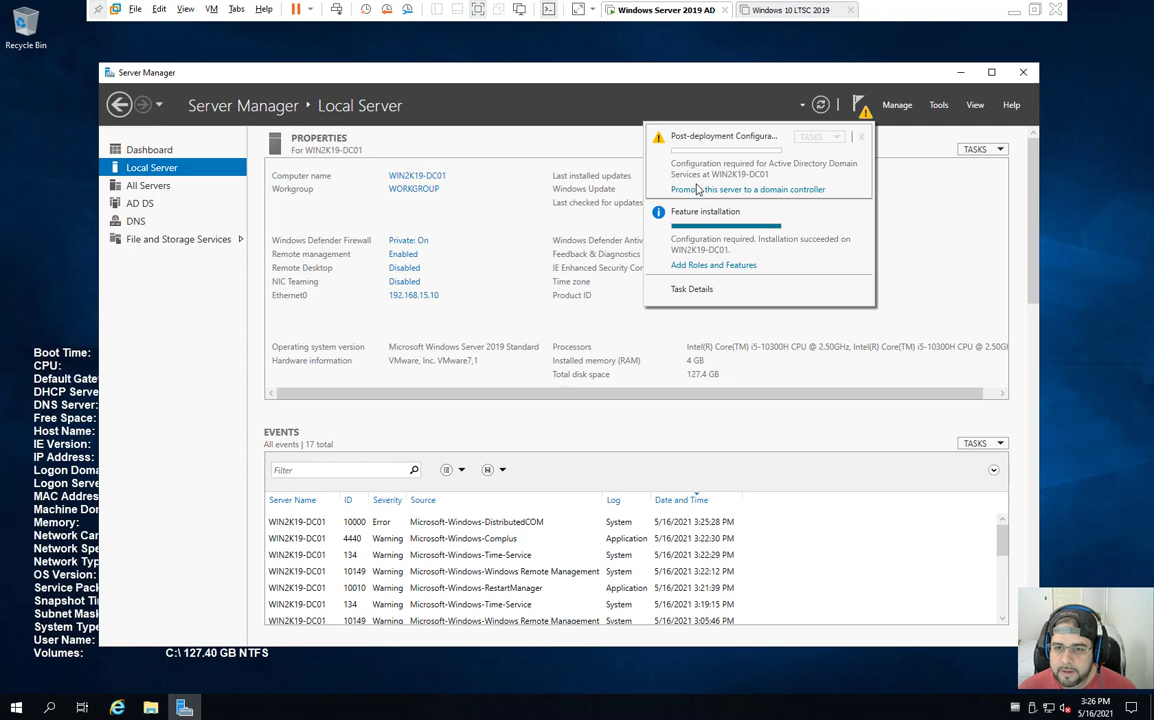 File Edit View VM Tabs Help Windows Server 2019 AD Windows 10 LTSC 2019
Recycle Bin
Server Manager
Server Manager Local Server Manage Tools View Help
Dashboard
Local Server
All Servers
AD DS
DNS
File and Storage Services
PROPERTIES
For WIN2K19-DC01
TASKS
Computer name WIN2K19-DC01
Workgroup WORKGROUP
Last installed updates
Windows Update
Last checked for updates
Windows Defender Firewall Private: On
Remote management Enabled
Remote Desktop Disabled
NIC Teaming Disabled
Ethernet0 192.168.15.10
Windows Defender Antiv
Feedback & Diagnostics
IE Enhanced Security Cor
Time zone
Product ID
Operating system version Microsoft Windows Server 2019 Standard
Hardware information VMware, Inc. VMware7,1
Processors Intel(R) Core(TM) i5-10300H CPU @ 2.50GHz, Intel(R) Core(TM) i5-10300H CPU @ 2.50GH
Installed memory (RAM) 4 GB
Total disk space 127.4 GB
Post-deployment Configura... TASKS X
Configuration required for Active Directory Domain
Services at WIN2K19-DC01
Promote this server to a domain controller
Feature installation
Configuration required. Installation succeeded on
WIN2K19-DC01.
Add Roles and Features
Task Details
EVENTS
All events | 17 total
TASKS
Filter
Server Name ID Severity Source Log Date and Time
WIN2K19-DC01 10000 Error Microsoft-Windows-DistributedCOM System 5/16/2021 3:25:28 PM
WIN2K19-DC01 4440 Warning Microsoft-Windows-Complus Application 5/16/2021 3:22:30 PM
WIN2K19-DC01 134 Warning Microsoft-Windows-Time-Service System 5/16/2021 3:22:29 PM
WIN2K19-DC01 10149 Warning Microsoft-Windows-Windows Remote Management System 5/16/2021 3:22:12 PM
WIN2K19-DC01 10010 Warning Microsoft-Windows-RestartManager Application 5/16/2021 3:21:39 PM
WIN2K19-DC01 134 Warning Microsoft-Windows-Time-Service System 5/16/2021 3:19:15 PM
WIN2K19-DC01 10149 Warning Microsoft-Windows-Windows Remote Management System 5/16/2021 3:05:46 PM
Boot Time:
CPU:
Default Gate
DHCP Serve
DNS Server:
Free Space:
Host Name:
IE Version:
IP Address:
Logon Doma
Logon Serve
MAC Addres
Machine Dom
Memory:
Network Car
Network Spe
Network Typ
OS Version:
Service Pack
Snapshot Ti
Subnet Mask
System Type
User Name:
Volumes: C:\ 127.40 GB NTFS
3:26 PM
5/16/2021